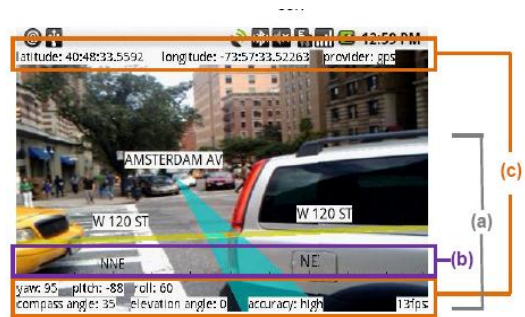 12:59 PM
latitude: 40:48:33.5592 longitude: -73:57:33.52263 provider: gps
AMSTERDAM AV
W 120 ST
W 120 ST
NNE NE
yaw: 95 pitch: -88 roll: 60
compass angle: 35 elevation angle: 0 accuracy: high 13fps
(c)
(a)
(b)